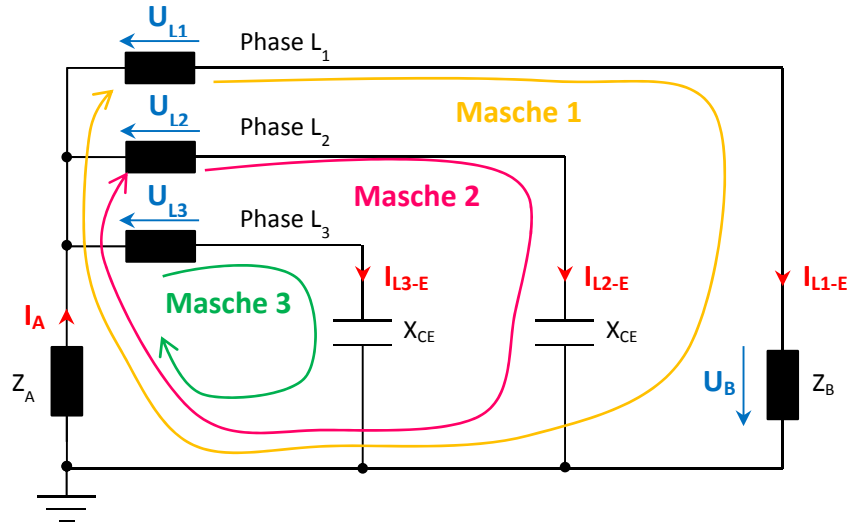 U_L1
Phase L_1
Masche 1
U_L2
Phase L_2
Masche 2
U_L3
Phase L_3
I_L3-E
I_L2-E
I_L1-E
Masche 3
I_A
X_CE
X_CE
Z_A
U_B
Z_B